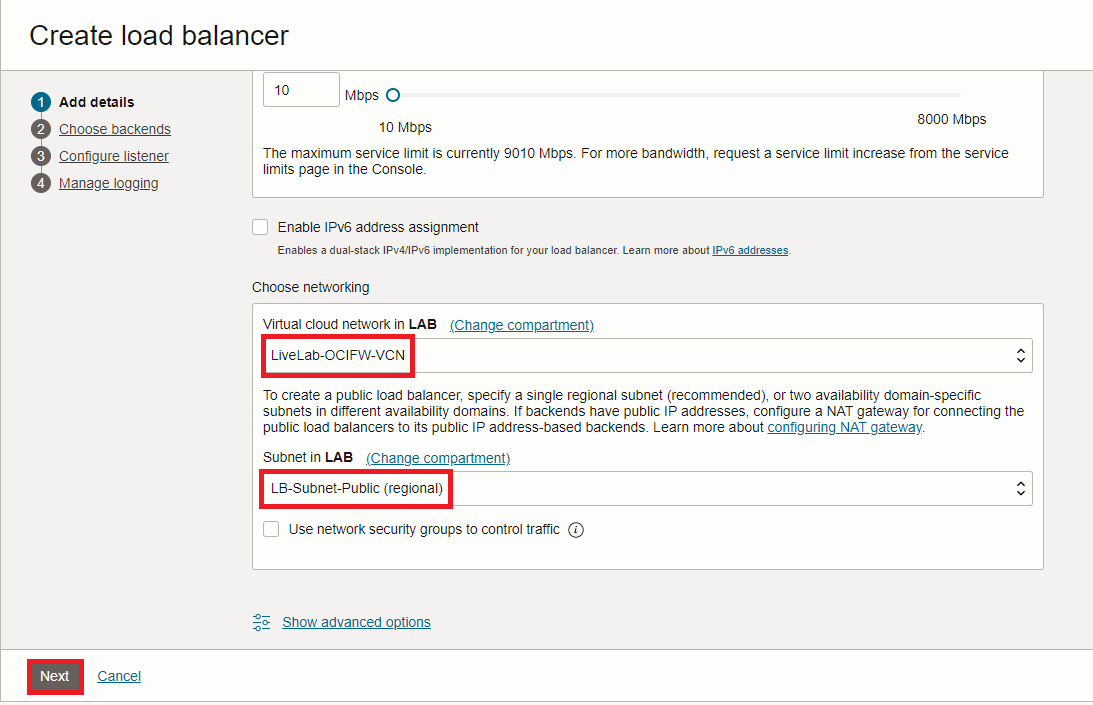 Create load balancer
1 Add details
2 Choose backends
3 Configure listener
4 Manage logging
10 Mbps
10 Mbps 8000 Mbps
The maximum service limit is currently 9010 Mbps. For more bandwidth, request a service limit increase from the service
limits page in the Console.
Enable IPv6 address assignment
Enables a dual-stack IPv4/IPv6 implementation for your load balancer. Learn more about IPv6 addresses.
Choose networking
Virtual cloud network in LAB (Change compartment)
LiveLab-OCIFW-VCN
To create a public load balancer, specify a single regional subnet (recommended), or two availability domain-specific
subnets in different availability domains. If backends have public IP addresses, configure a NAT gateway for connecting the
public load balancers to its public IP address-based backends. Learn more about configuring NAT gateway.
Subnet in LAB (Change compartment)
LB-Subnet-Public (regional)
Use network security groups to control traffic i
Show advanced options
Next Cancel